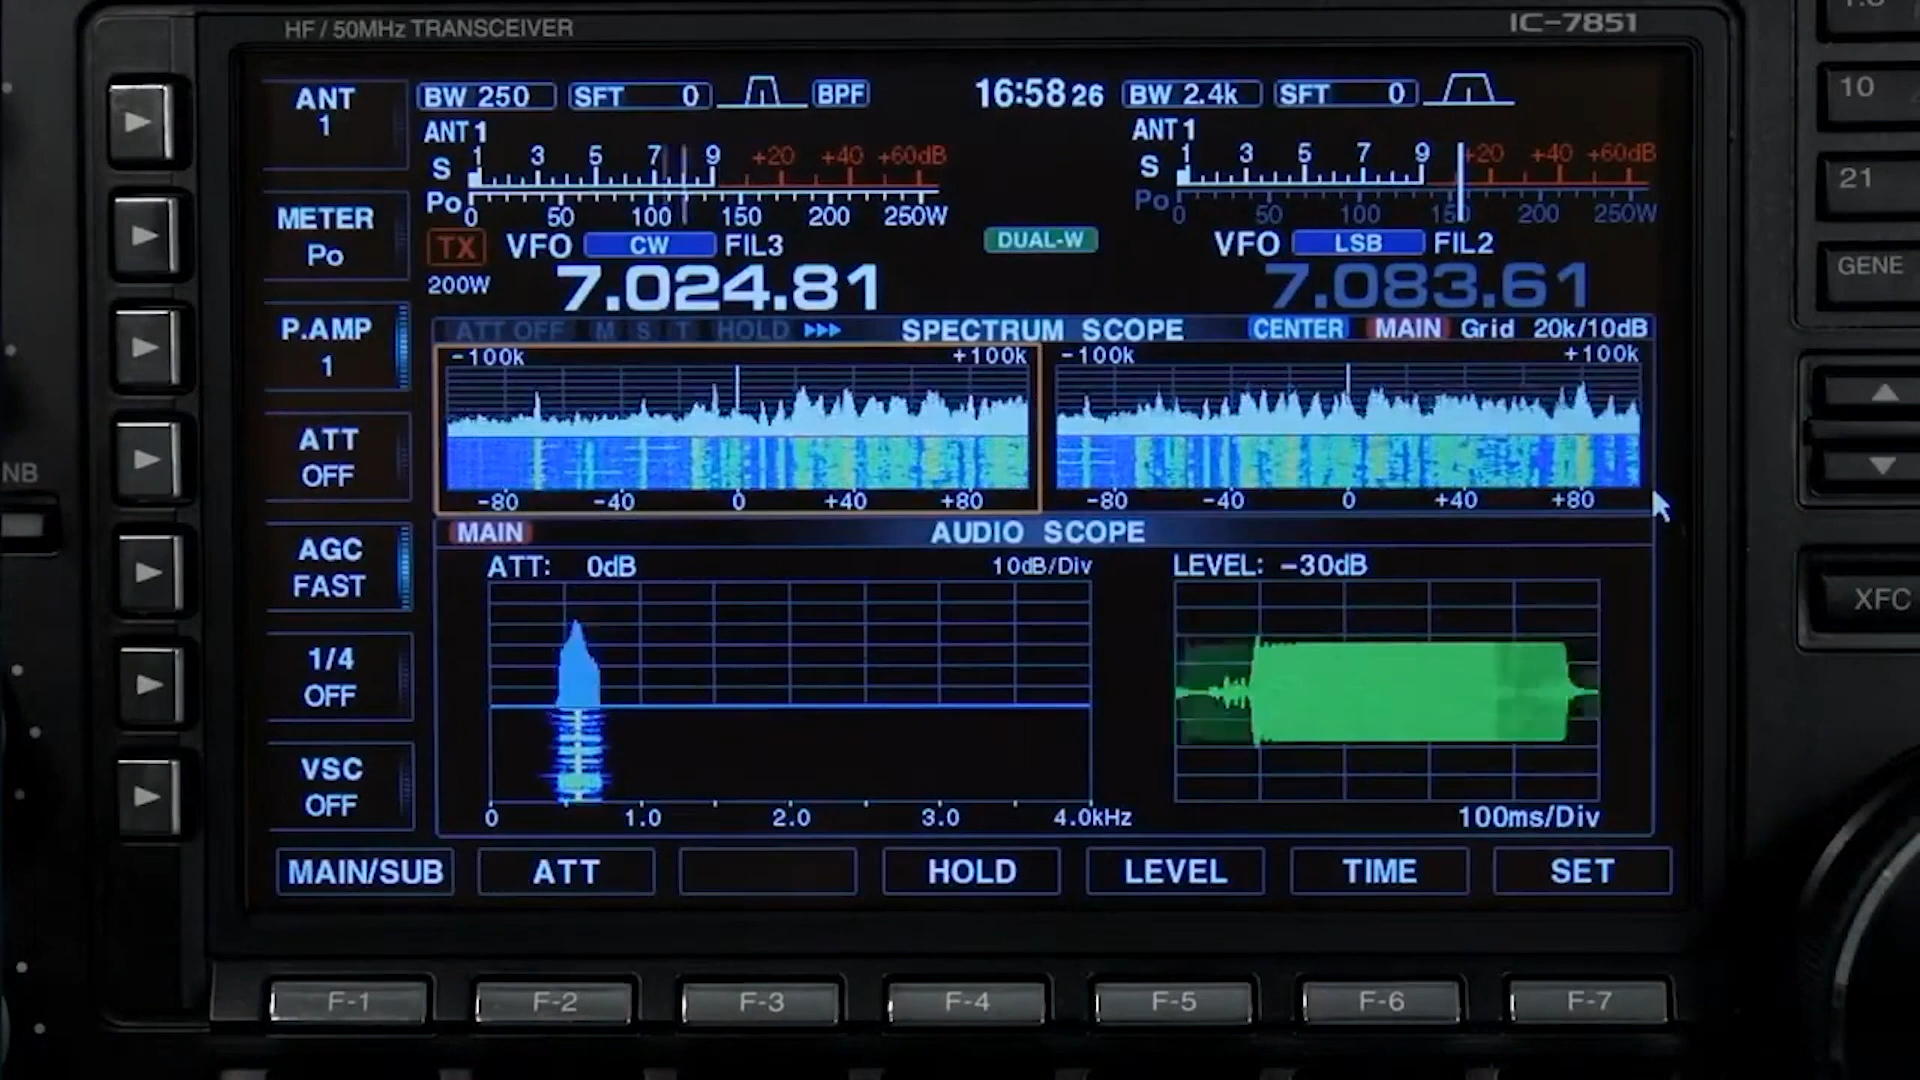 HF / 50MHz TRANSCEIVER
IC-7851
ANT
1
BW 250
SFT 0
BPF
16:58 26
BW 2.4k
SFT 0
10
ANT 1
ANT 1
S 1 3 5 7 9 +20 +40 +60dB
S 1 3 5 7 9 +20 +40 +60dB
21
Po 0 50 100 150 200 250W
Po 0 50 100 150 200 250W
METER
Po
TX VFO CW FIL3
DUAL-W
VFO LSB FIL2
GENE
200W 7.024.81
7.083.61
P.AMP
1
ATT OFF M S T HOLD
SPECTRUM SCOPE
CENTER MAIN Grid 20k/10dB
-100k +100k
-100k +100k
ATT
OFF
NB
-80 -40 0 +40 +80
-80 -40 0 +40 +80
MAIN
AUDIO SCOPE
AGC
FAST
ATT: 0dB 10dB/Div
LEVEL: -30dB
XFC
1/4
OFF
VSC
OFF
0 1.0 2.0 3.0 4.0kHz
100ms/Div
MAIN/SUB
ATT
HOLD
LEVEL
TIME
SET
F-1
F-2
F-3
F-4
F-5
F-6
F-7